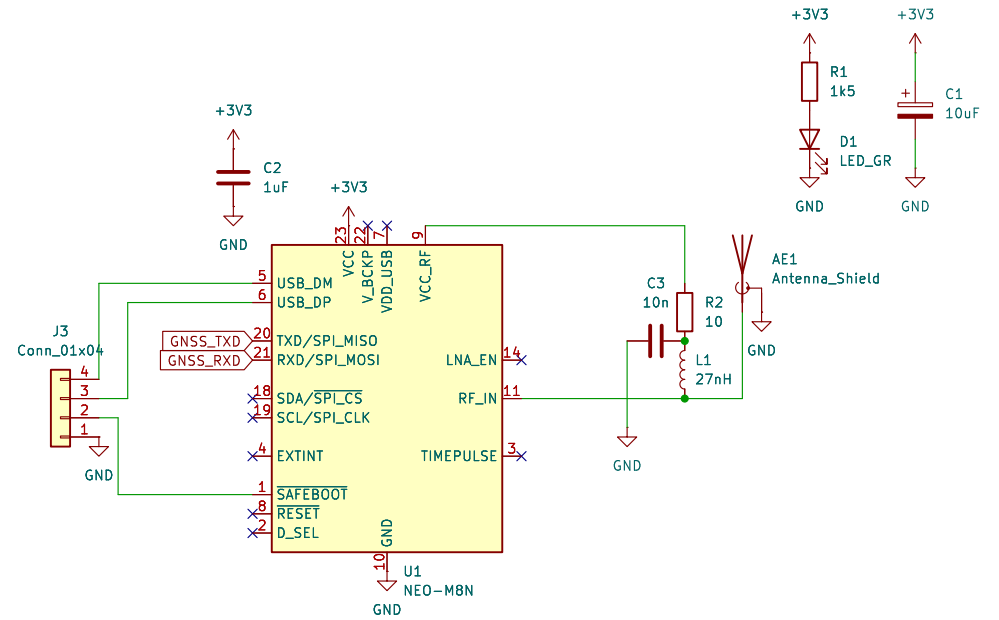 +3V3
+3V3
R1
1k5
C1
10uF
+
D1
LED_GR
GND
GND
+3V3
C2
1uF
GND
+3V3
23
22
7
9
VCC
V_BCKP
VDD_USB
VCC_RF
AE1
Antenna_Shield
GND
5
USB_DM
6
USB_DP
C3
10n
R2
10
L1
27nH
GND
J3
Conn_01x04
4
3
2
1
GND
GNSS_TXD
20
TXD/SPI_MISO
GNSS_RXD
21
RXD/SPI_MOSI
LNA_EN
14
18
SDA/SPI_CS
RF_IN
11
19
SCL/SPI_CLK
4
EXTINT
TIMEPULSE
3
1
SAFEBOOT
8
RESET
2
D_SEL
GND
10
U1
NEO-M8N
GND